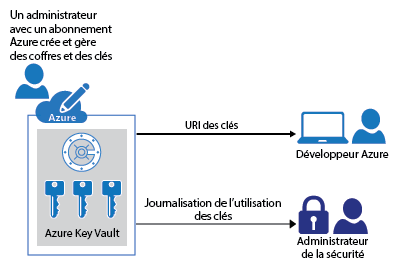 Un administrateur
avec un abonnement
Azure crée et gère
des coffres et des clés
Azure
Azure Key Vault
URI des clés
Développeur Azure
Journalisation de l'utilisation
des clés
Administrateur
de la sécurité